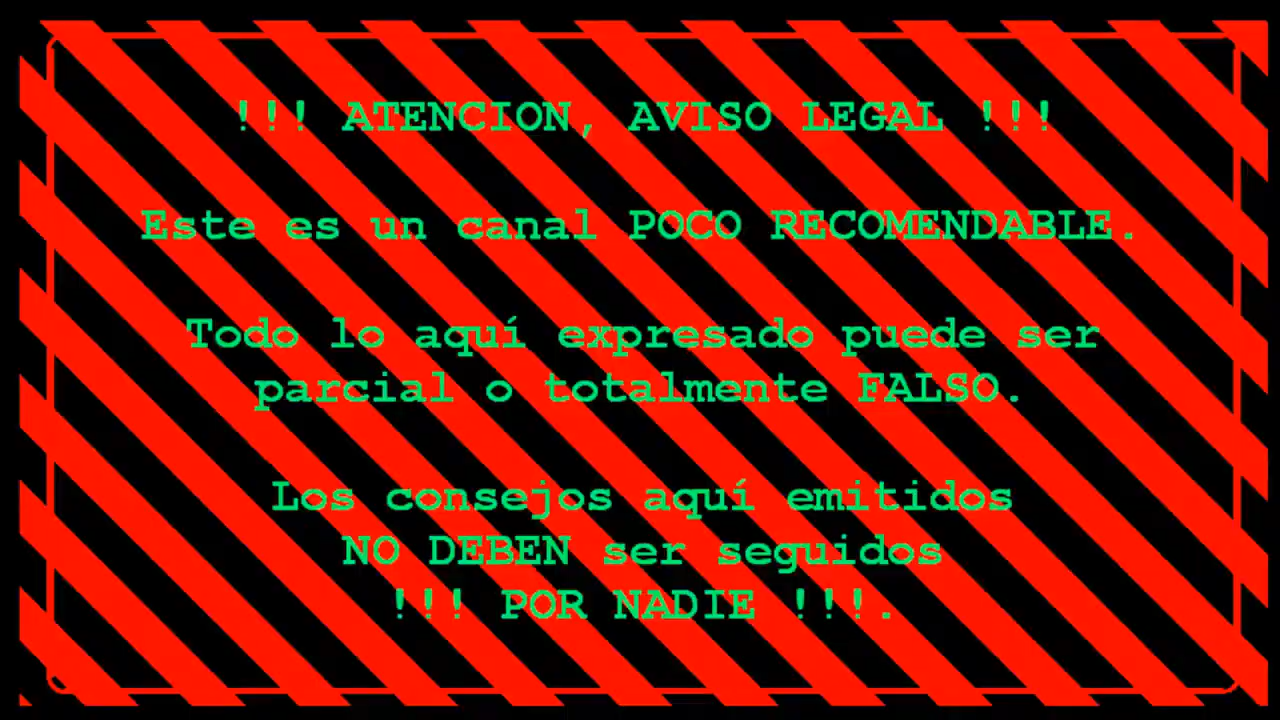 !!! ATENCION, AVISO LEGAL !!!
Este es un canal POCO RECOMENDABLE.
Todo lo aquí expresado puede ser
parcial o totalmente FALSO.
Los consejos aquí emitidos
NO DEBEN ser seguidos
!!! POR NADIE !!!.